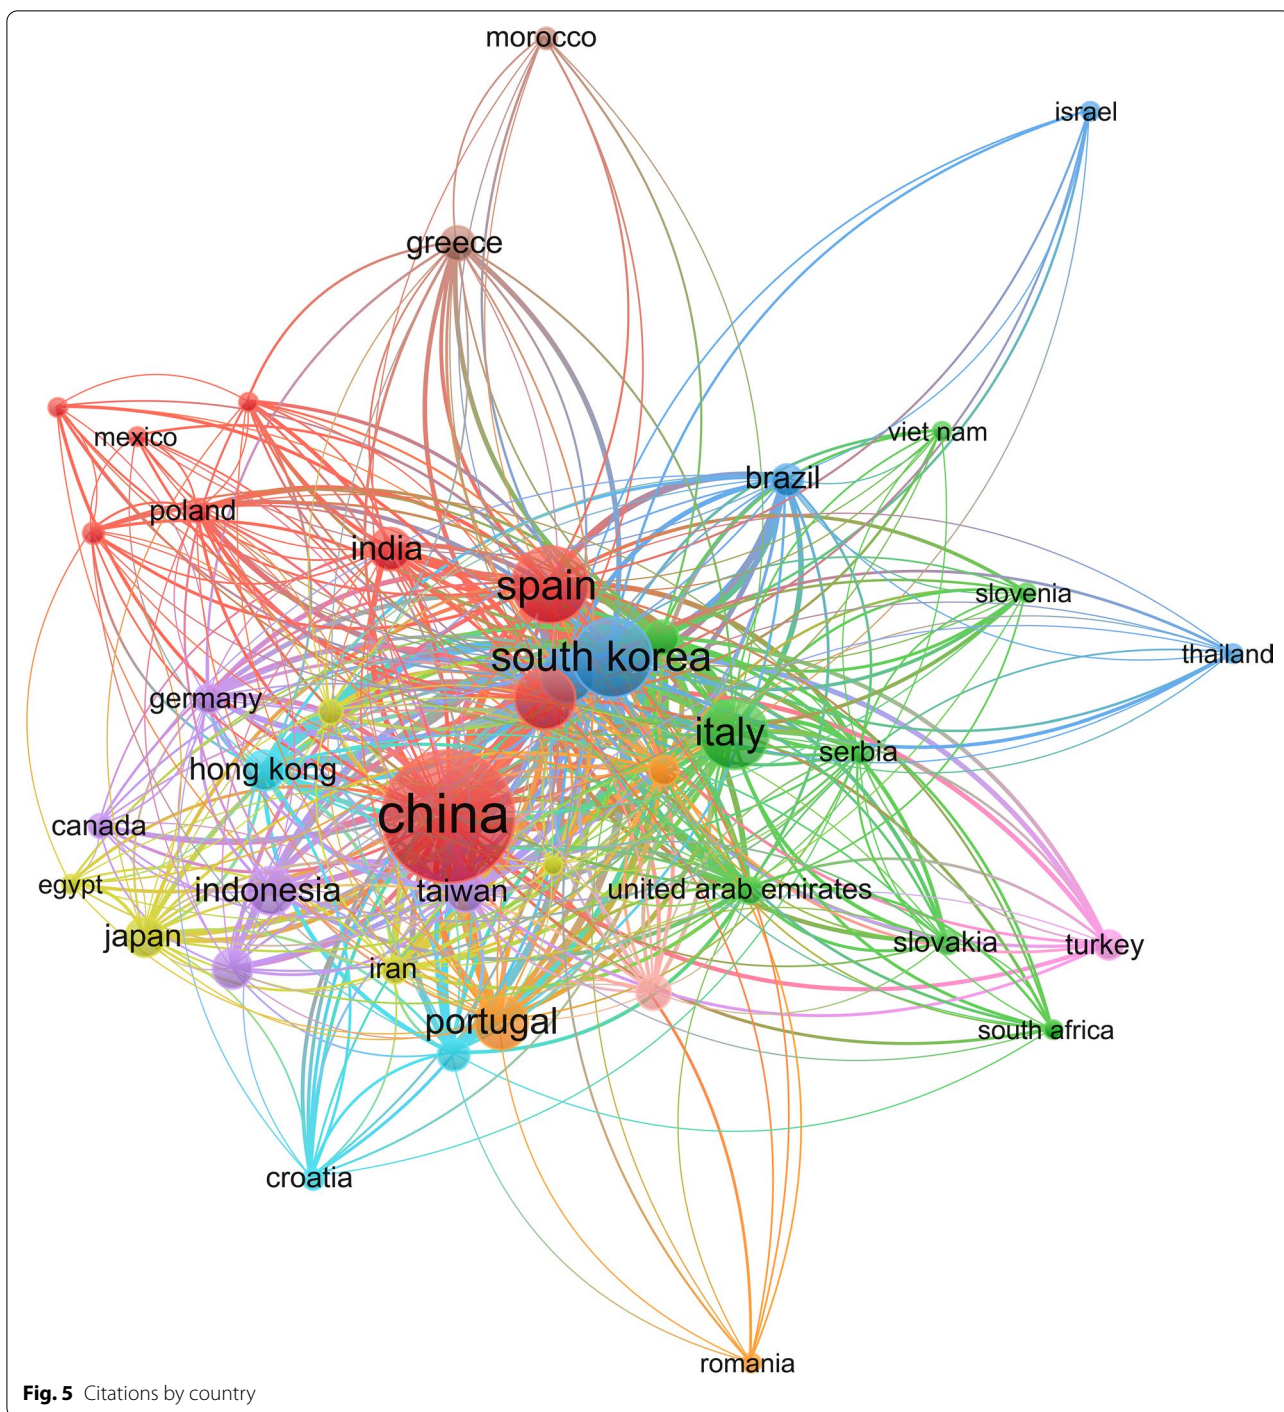 morocco
israel
greece
mexico
viet nam
brazil
poland
india
spain
slovenia
south korea
thailand
germany
italy
serbia
hong kong
china
canada
egypt
indonesia
taiwan
united arab emirates
japan
slovakia
turkey
iran
portugal
south africa
croatia
romania
Fig. 5 Citations by country